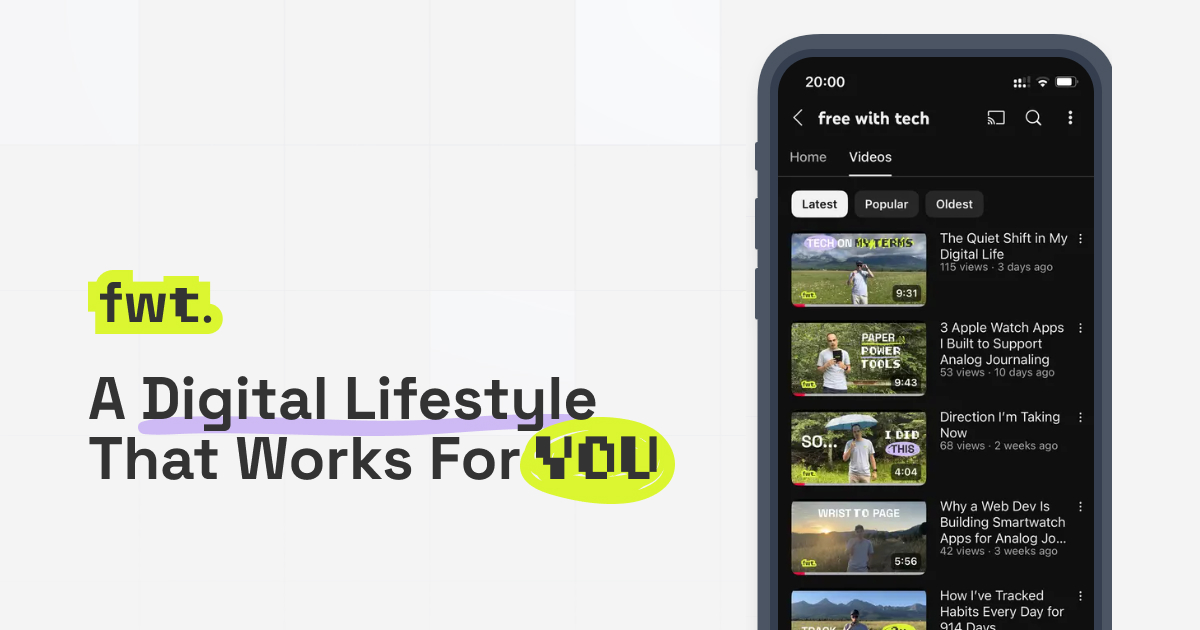 fwt.
A Digital Lifestyle
That Works For YOU
20:00
free with tech
Home Videos
Latest Popular Oldest
TECH ON MY TERMS
fwt.
9:31
The Quiet Shift in My
Digital Life
115 views · 3 days ago
PAPER
POWER
TOOLS
fwt.
9:43
3 Apple Watch Apps
I Built to Support
Analog Journaling
53 views · 10 days ago
SO...
I DID
THIS
fwt.
4:04
Direction I'm Taking
Now
68 views · 2 weeks ago
WRIST TO PAGE
fwt.
5:56
Why a Web Dev Is
Building Smartwatch
Apps for Analog Jo...
42 views · 3 weeks ago
TRACK
How I've Tracked
Habits Every Day for
914 Days